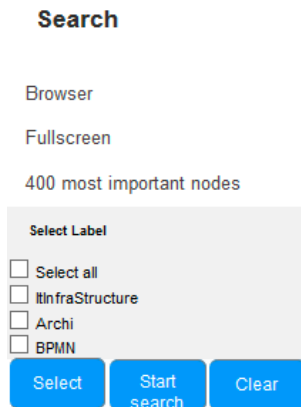 Search
Browser
Fullscreen
400 most important nodes
Select Label
Select all
ItInfraStructure
Archi
BPMN
Select
Start
search
Clear